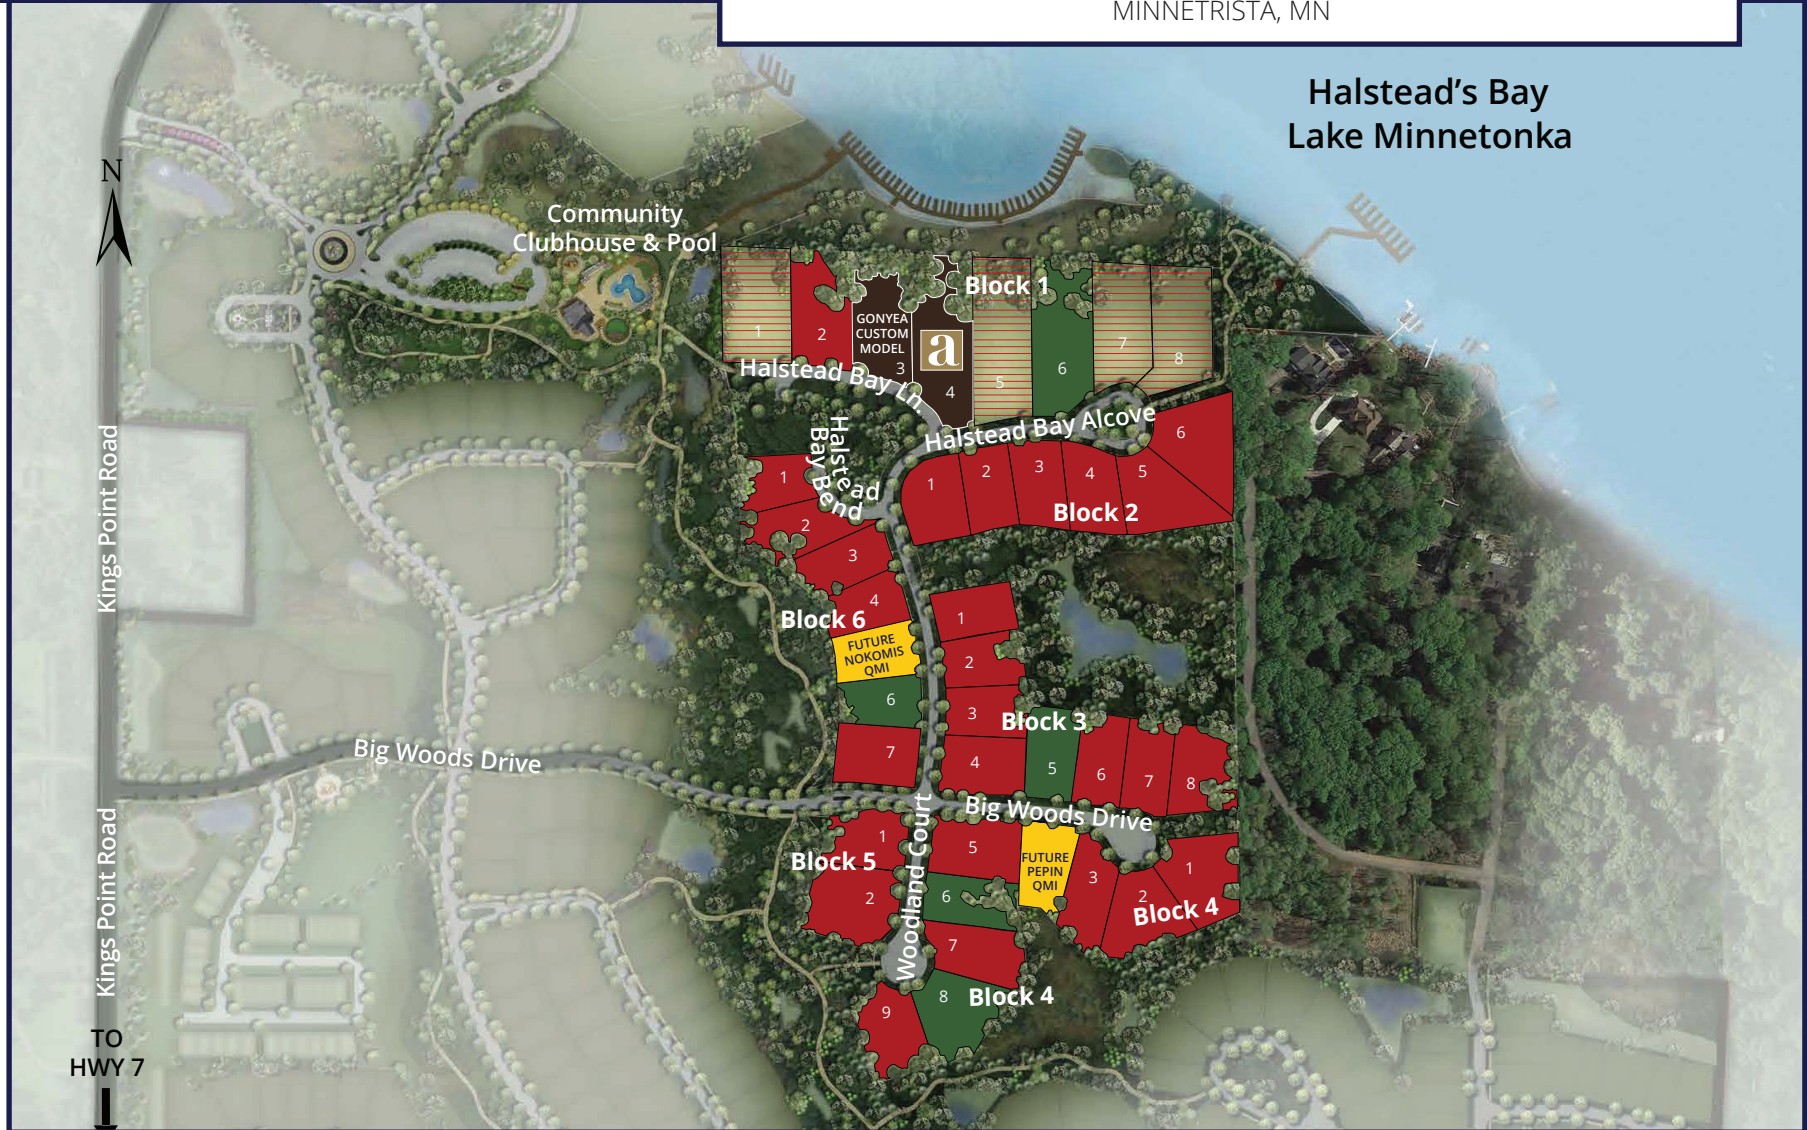 MINNETRISTA, MN
Halstead’s Bay
Lake Minnetonka
N
Community
Clubhouse & Pool
Block 1
1
2
GONYEA
CUSTOM
MODEL
3
a
4
5
6
7
8
Halstead Bay Ln.
Halstead Bay Alcove
Halstead
Bay Bend
Kings Point Road
1
2
3
4
5
6
Block 2
1
2
3
4
Block 6
FUTURE
NOKOMIS
QMI
6
7
1
2
3
4
Block 3
5
6
7
8
Big Woods Drive
Big Woods Drive
Kings Point Road
Woodland Court
Block 5
1
2
5
FUTURE
PEPIN
QMI
3
2
1
Block 4
6
7
8
Block 4
9
TO
HWY 7